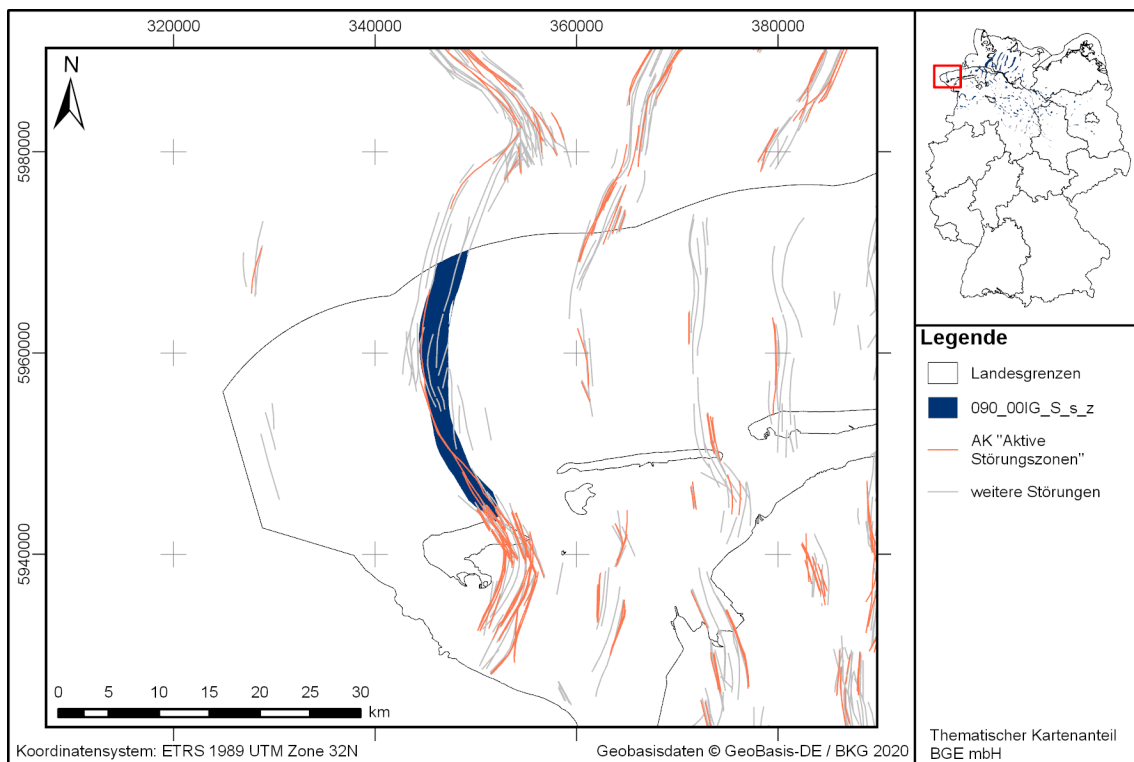 320000 340000 360000 380000
N
5980000
5960000
5940000
0 5 10 15 20 25 30
km
Koordinatensystem: ETRS 1989 UTM Zone 32N
Geobasisdaten © GeoBasis-DE / BKG 2020
Legende
Landesgrenzen
090_00IG_S_s_z
AK "Aktive
Störungszonen"
weitere Störungen
Thematischer Kartenanteil
BGE mbH